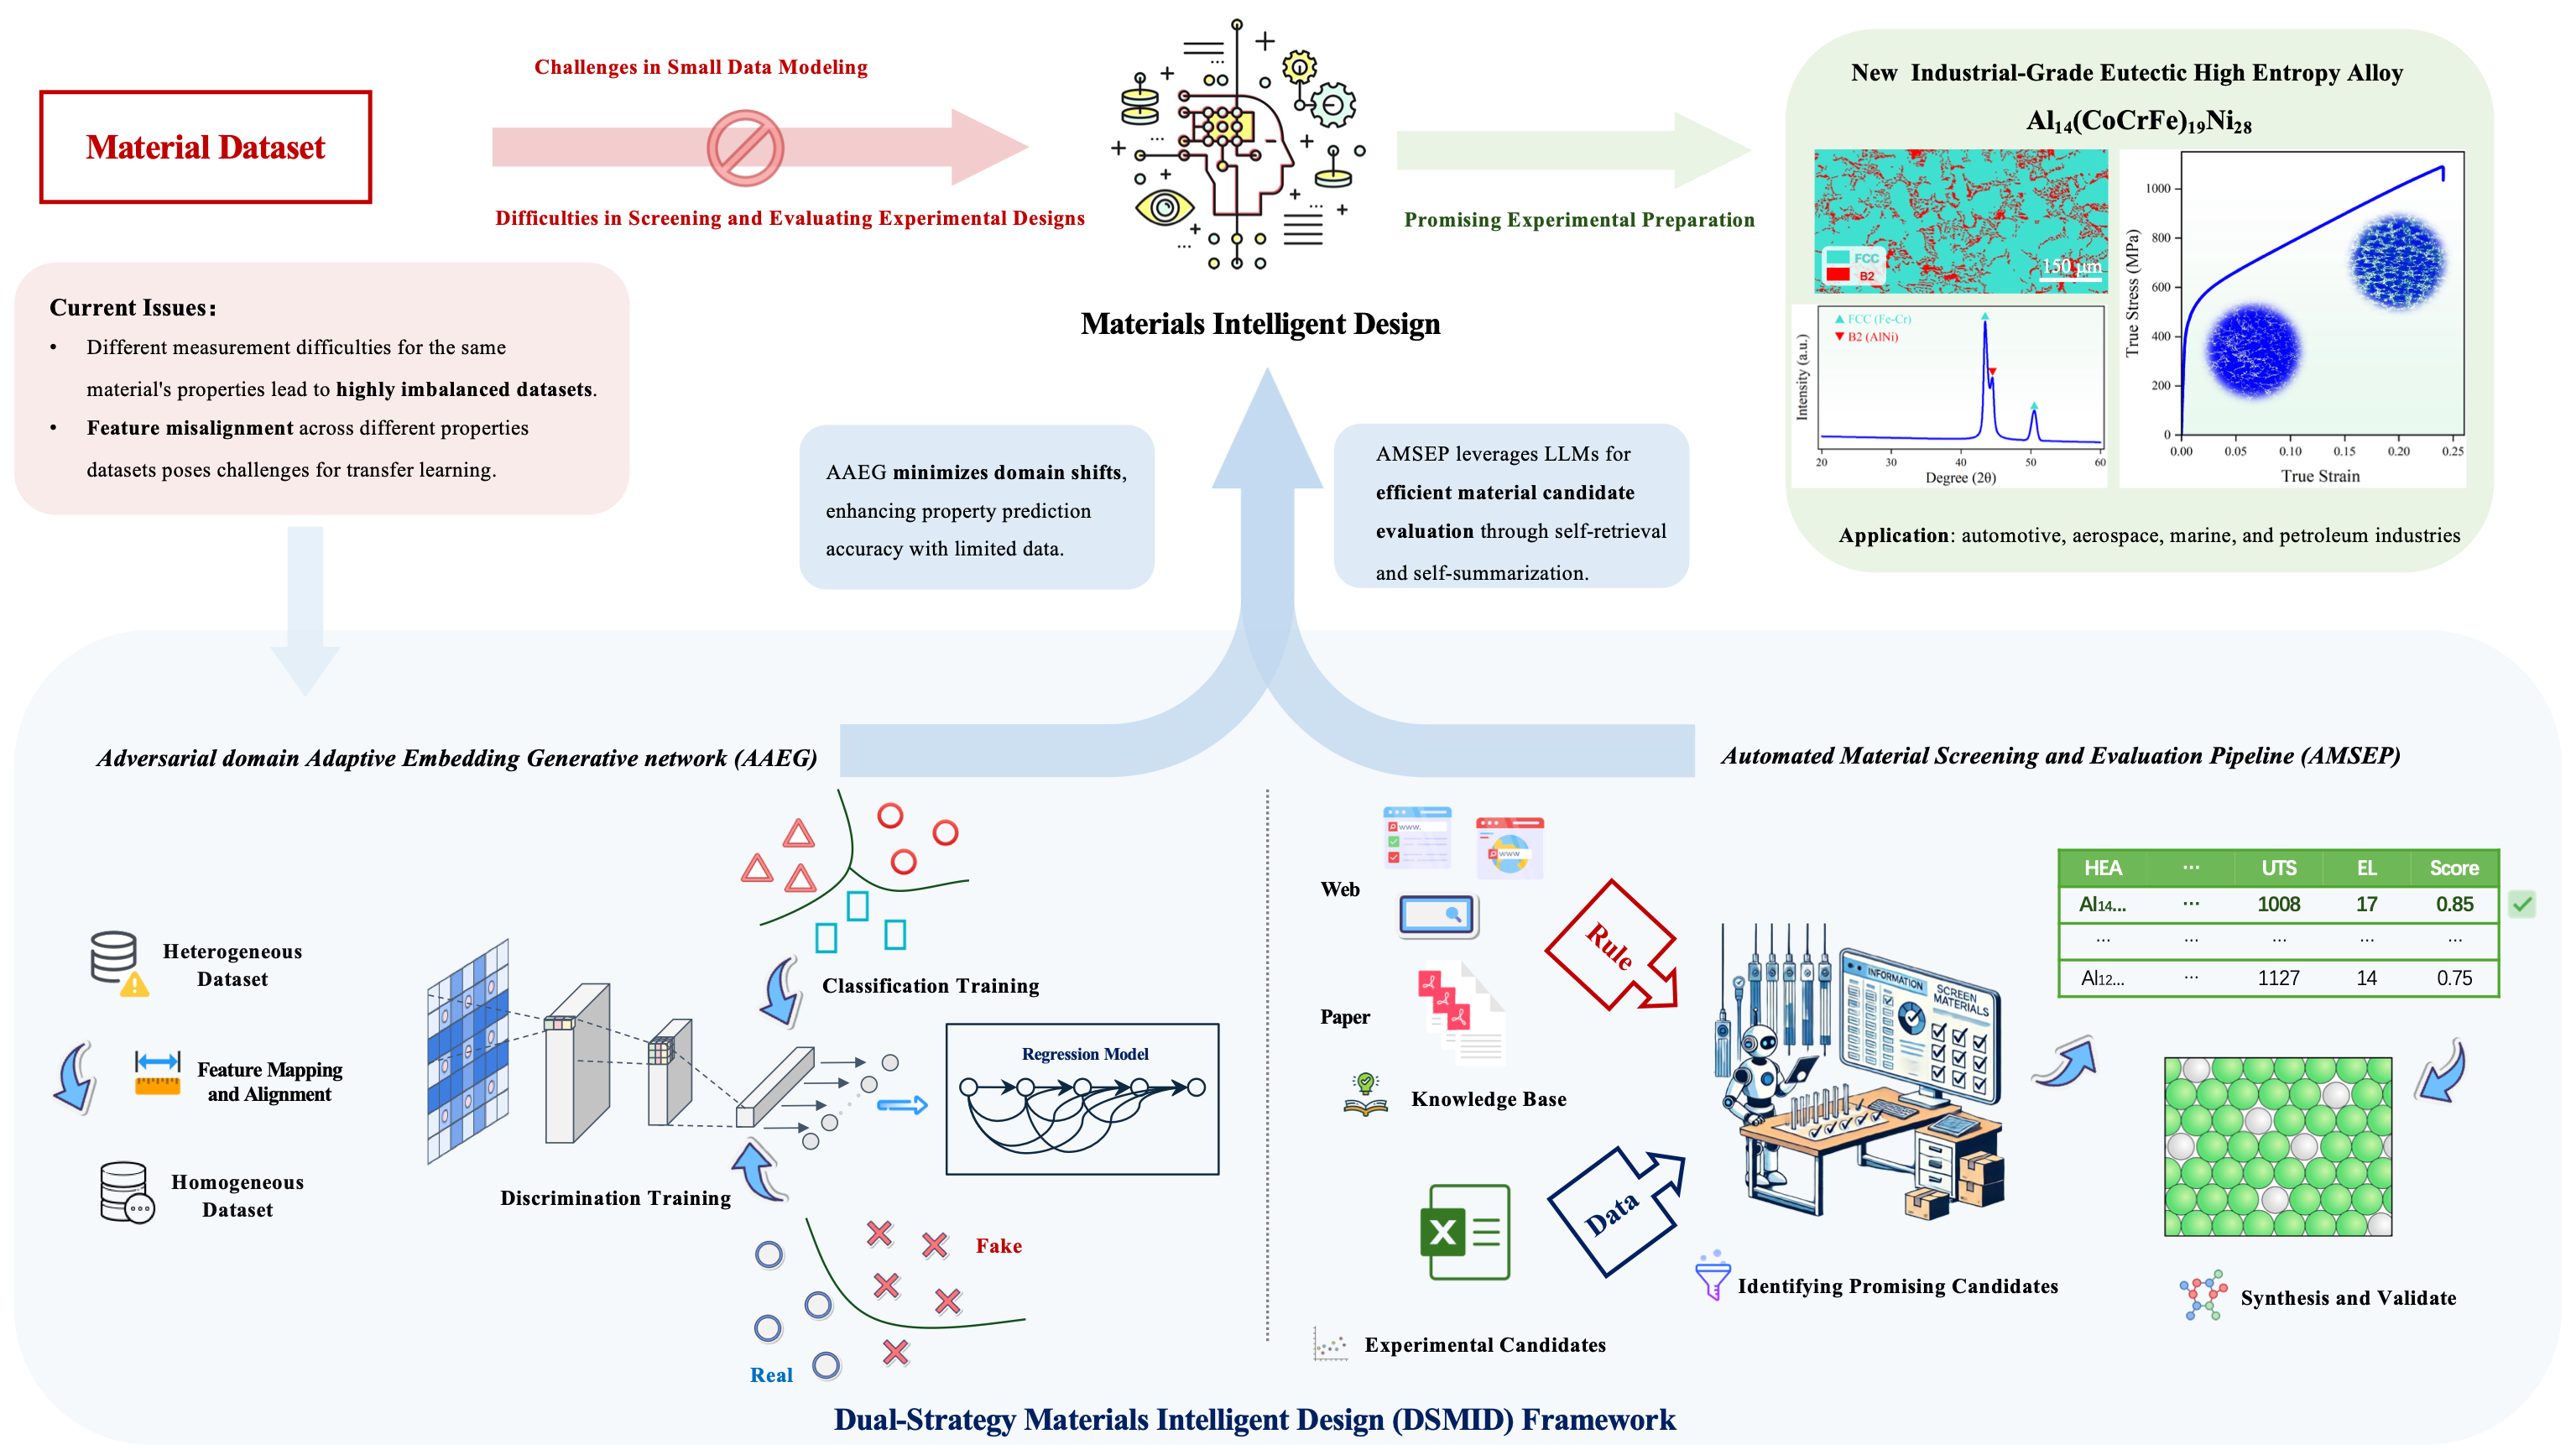 Challenges in Small Data Modeling
Material Dataset
Difficulties in Screening and Evaluating Experimental Designs
Current Issues：
• Different measurement difficulties for the same
material's properties lead to highly imbalanced datasets.
• Feature misalignment across different properties
datasets poses challenges for transfer learning.
Materials Intelligent Design
Promising Experimental Preparation
New Industrial-Grade Eutectic High Entropy Alloy
Al₁₄(CoCrFe)₁₉Ni₂₈
FCC
B2
150 μm
FCC (Fe-Cr)
B2 (AlNi)
Intensity (a.u.)
20 30 40 50 60
Degree (2θ)
True Stress (MPa)
1000
800
600
400
200
0
0.00 0.05 0.10 0.15 0.20 0.25
True Strain
Application: automotive, aerospace, marine, and petroleum industries
AAEG minimizes domain shifts,
enhancing property prediction
accuracy with limited data.
AMSEP leverages LLMs for
efficient material candidate
evaluation through self-retrieval
and self-summarization.
Adversarial domain Adaptive Embedding Generative network (AAEG)
Heterogeneous
Dataset
Feature Mapping
and Alignment
Homogeneous
Dataset
Classification Training
Regression Model
Discrimination Training
Fake
Real
Automated Material Screening and Evaluation Pipeline (AMSEP)
www.
www
Web
Paper
Knowledge Base
Rule
Data
Experimental Candidates
INFORMATION
SCREEN
MATERIALS
Identifying Promising Candidates
HEA ··· UTS EL Score
Al₁₄... ··· 1008 17 0.85
··· ··· ··· ··· ···
Al₁₂... ··· 1127 14 0.75
Synthesis and Validate
Dual-Strategy Materials Intelligent Design (DSMID) Framework